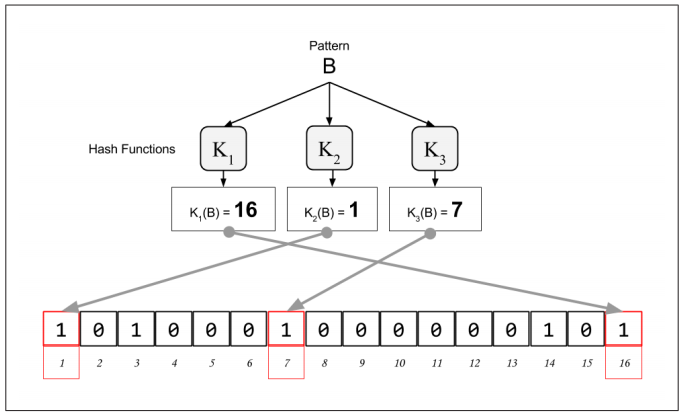 Pattern
B
Hash Functions
K1 K2 K3
K1(B) = 16 K2(B) = 1 K3(B) = 7
1 0 1 0 0 0 1 0 0 0 0 0 0 1 0 1
1 2 3 4 5 6 7 8 9 10 11 12 13 14 15 16